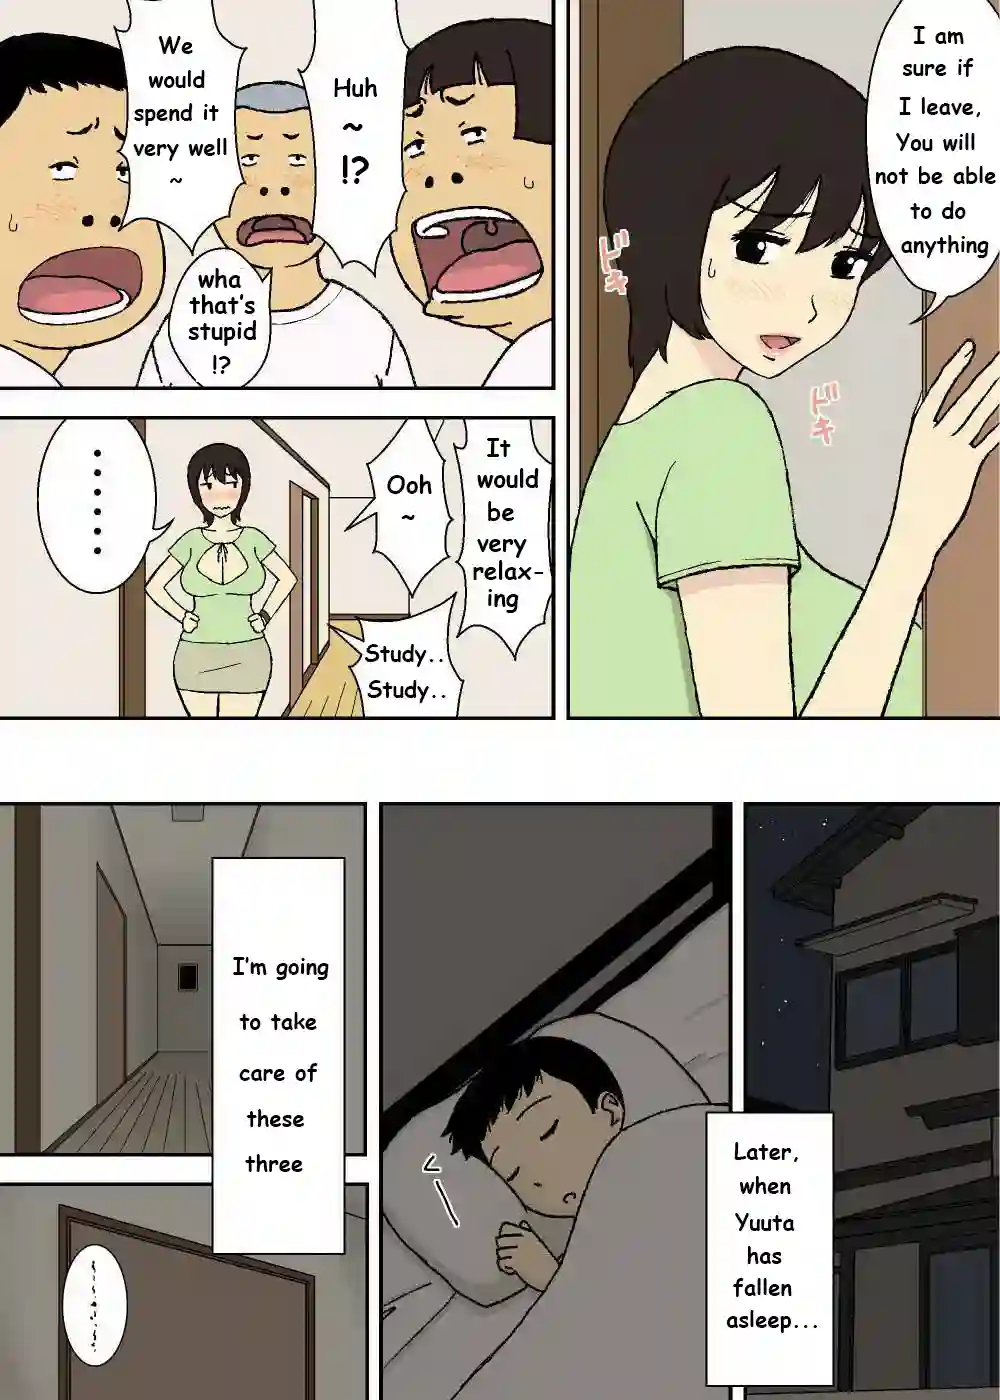 I am
sure if
I leave,
You will
not be able
to do
anything
ドキ
ドキ
Huh
~
!?
We
would
spend it
very well
~
wha
that's
stupid
!?
It
would
be
very
relax-
ing
Ooh
~
Study..
Study..
Later,
when
Yuuta
has
fallen
asleep...
I'm going
to take
care of
these
three